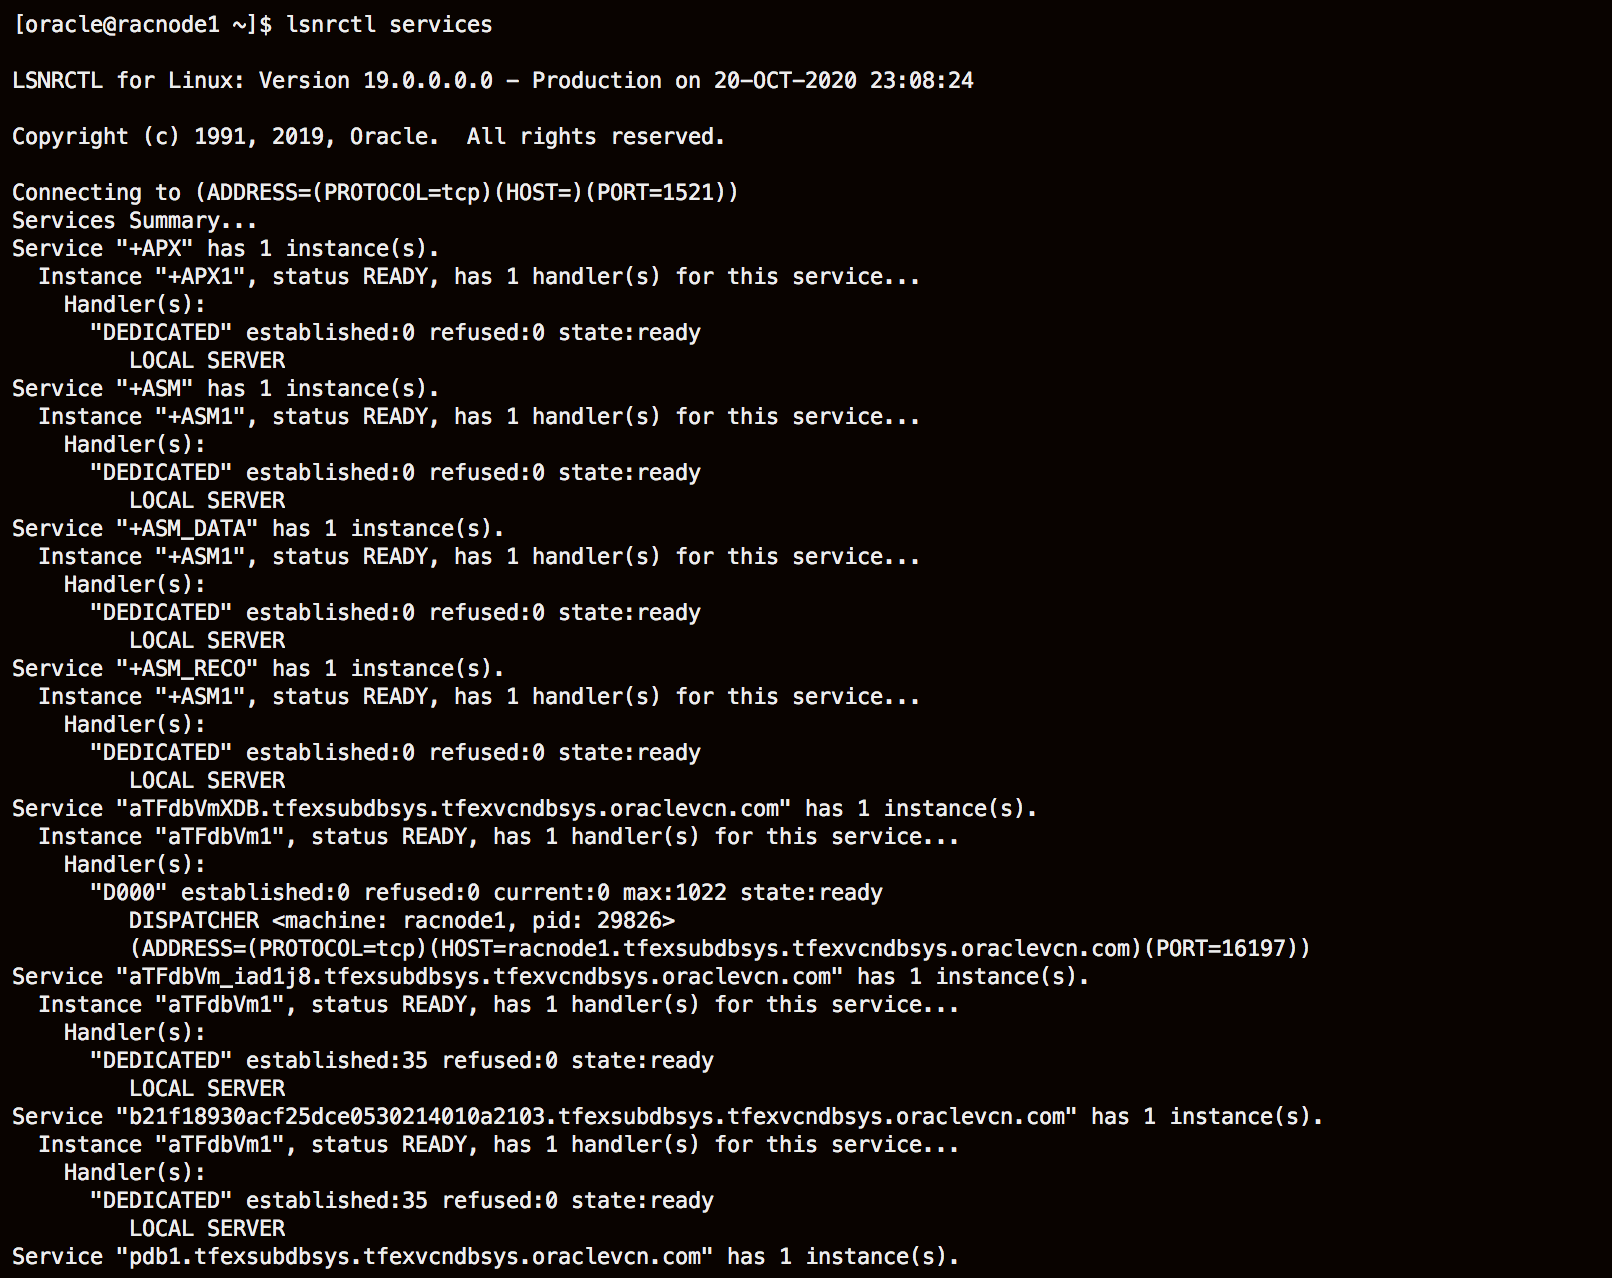 [oracle@racnode1 ~]$ lsnrctl services
LSNRCTL for Linux: Version 19.0.0.0.0 - Production on 20-OCT-2020 23:08:24
Copyright (c) 1991, 2019, Oracle.  All rights reserved.
Connecting to (ADDRESS=(PROTOCOL=tcp)(HOST=)(PORT=1521))
Services Summary...
Service "+APX" has 1 instance(s).
  Instance "+APX1", status READY, has 1 handler(s) for this service...
    Handler(s):
      "DEDICATED" established:0 refused:0 state:ready
         LOCAL SERVER
Service "+ASM" has 1 instance(s).
  Instance "+ASM1", status READY, has 1 handler(s) for this service...
    Handler(s):
      "DEDICATED" established:0 refused:0 state:ready
         LOCAL SERVER
Service "+ASM_DATA" has 1 instance(s).
  Instance "+ASM1", status READY, has 1 handler(s) for this service...
    Handler(s):
      "DEDICATED" established:0 refused:0 state:ready
         LOCAL SERVER
Service "+ASM_RECO" has 1 instance(s).
  Instance "+ASM1", status READY, has 1 handler(s) for this service...
    Handler(s):
      "DEDICATED" established:0 refused:0 state:ready
         LOCAL SERVER
Service "aTFdbVmXDB.tfexsubdbsys.tfexvcndbsys.oraclevcn.com" has 1 instance(s).
  Instance "aTFdbVm1", status READY, has 1 handler(s) for this service...
    Handler(s):
      "D000" established:0 refused:0 current:0 max:1022 state:ready
         DISPATCHER <machine: racnode1, pid: 29826>
         (ADDRESS=(PROTOCOL=tcp)(HOST=racnode1.tfexsubdbsys.tfexvcndbsys.oraclevcn.com)(PORT=16197))
Service "aTFdbVm_iad1j8.tfexsubdbsys.tfexvcndbsys.oraclevcn.com" has 1 instance(s).
  Instance "aTFdbVm1", status READY, has 1 handler(s) for this service...
    Handler(s):
      "DEDICATED" established:35 refused:0 state:ready
         LOCAL SERVER
Service "b21f18930acf25dce0530214010a2103.tfexsubdbsys.tfexvcndbsys.oraclevcn.com" has 1 instance(s).
  Instance "aTFdbVm1", status READY, has 1 handler(s) for this service...
    Handler(s):
      "DEDICATED" established:35 refused:0 state:ready
         LOCAL SERVER
Service "pdb1.tfexsubdbsys.tfexvcndbsys.oraclevcn.com" has 1 instance(s).